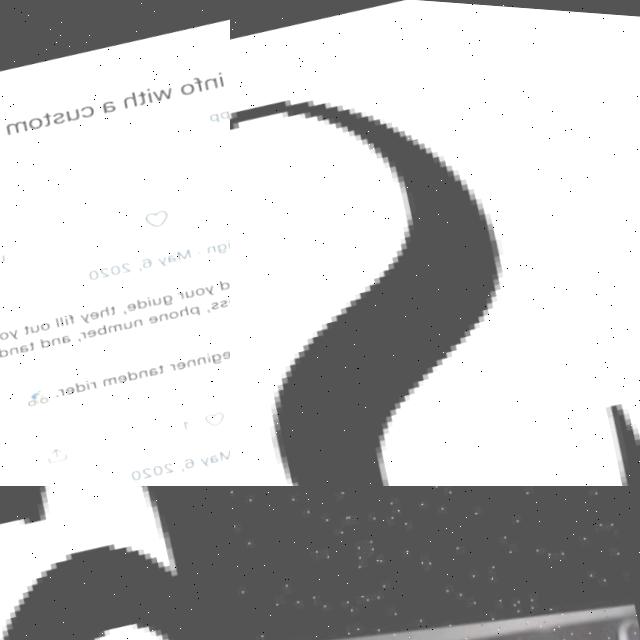 info with a custom
pp
ign · May 6, 2020
d your guide, they fill out yo
ss, phone number, and tand
eginner tandem rider.
1
May 6, 2020